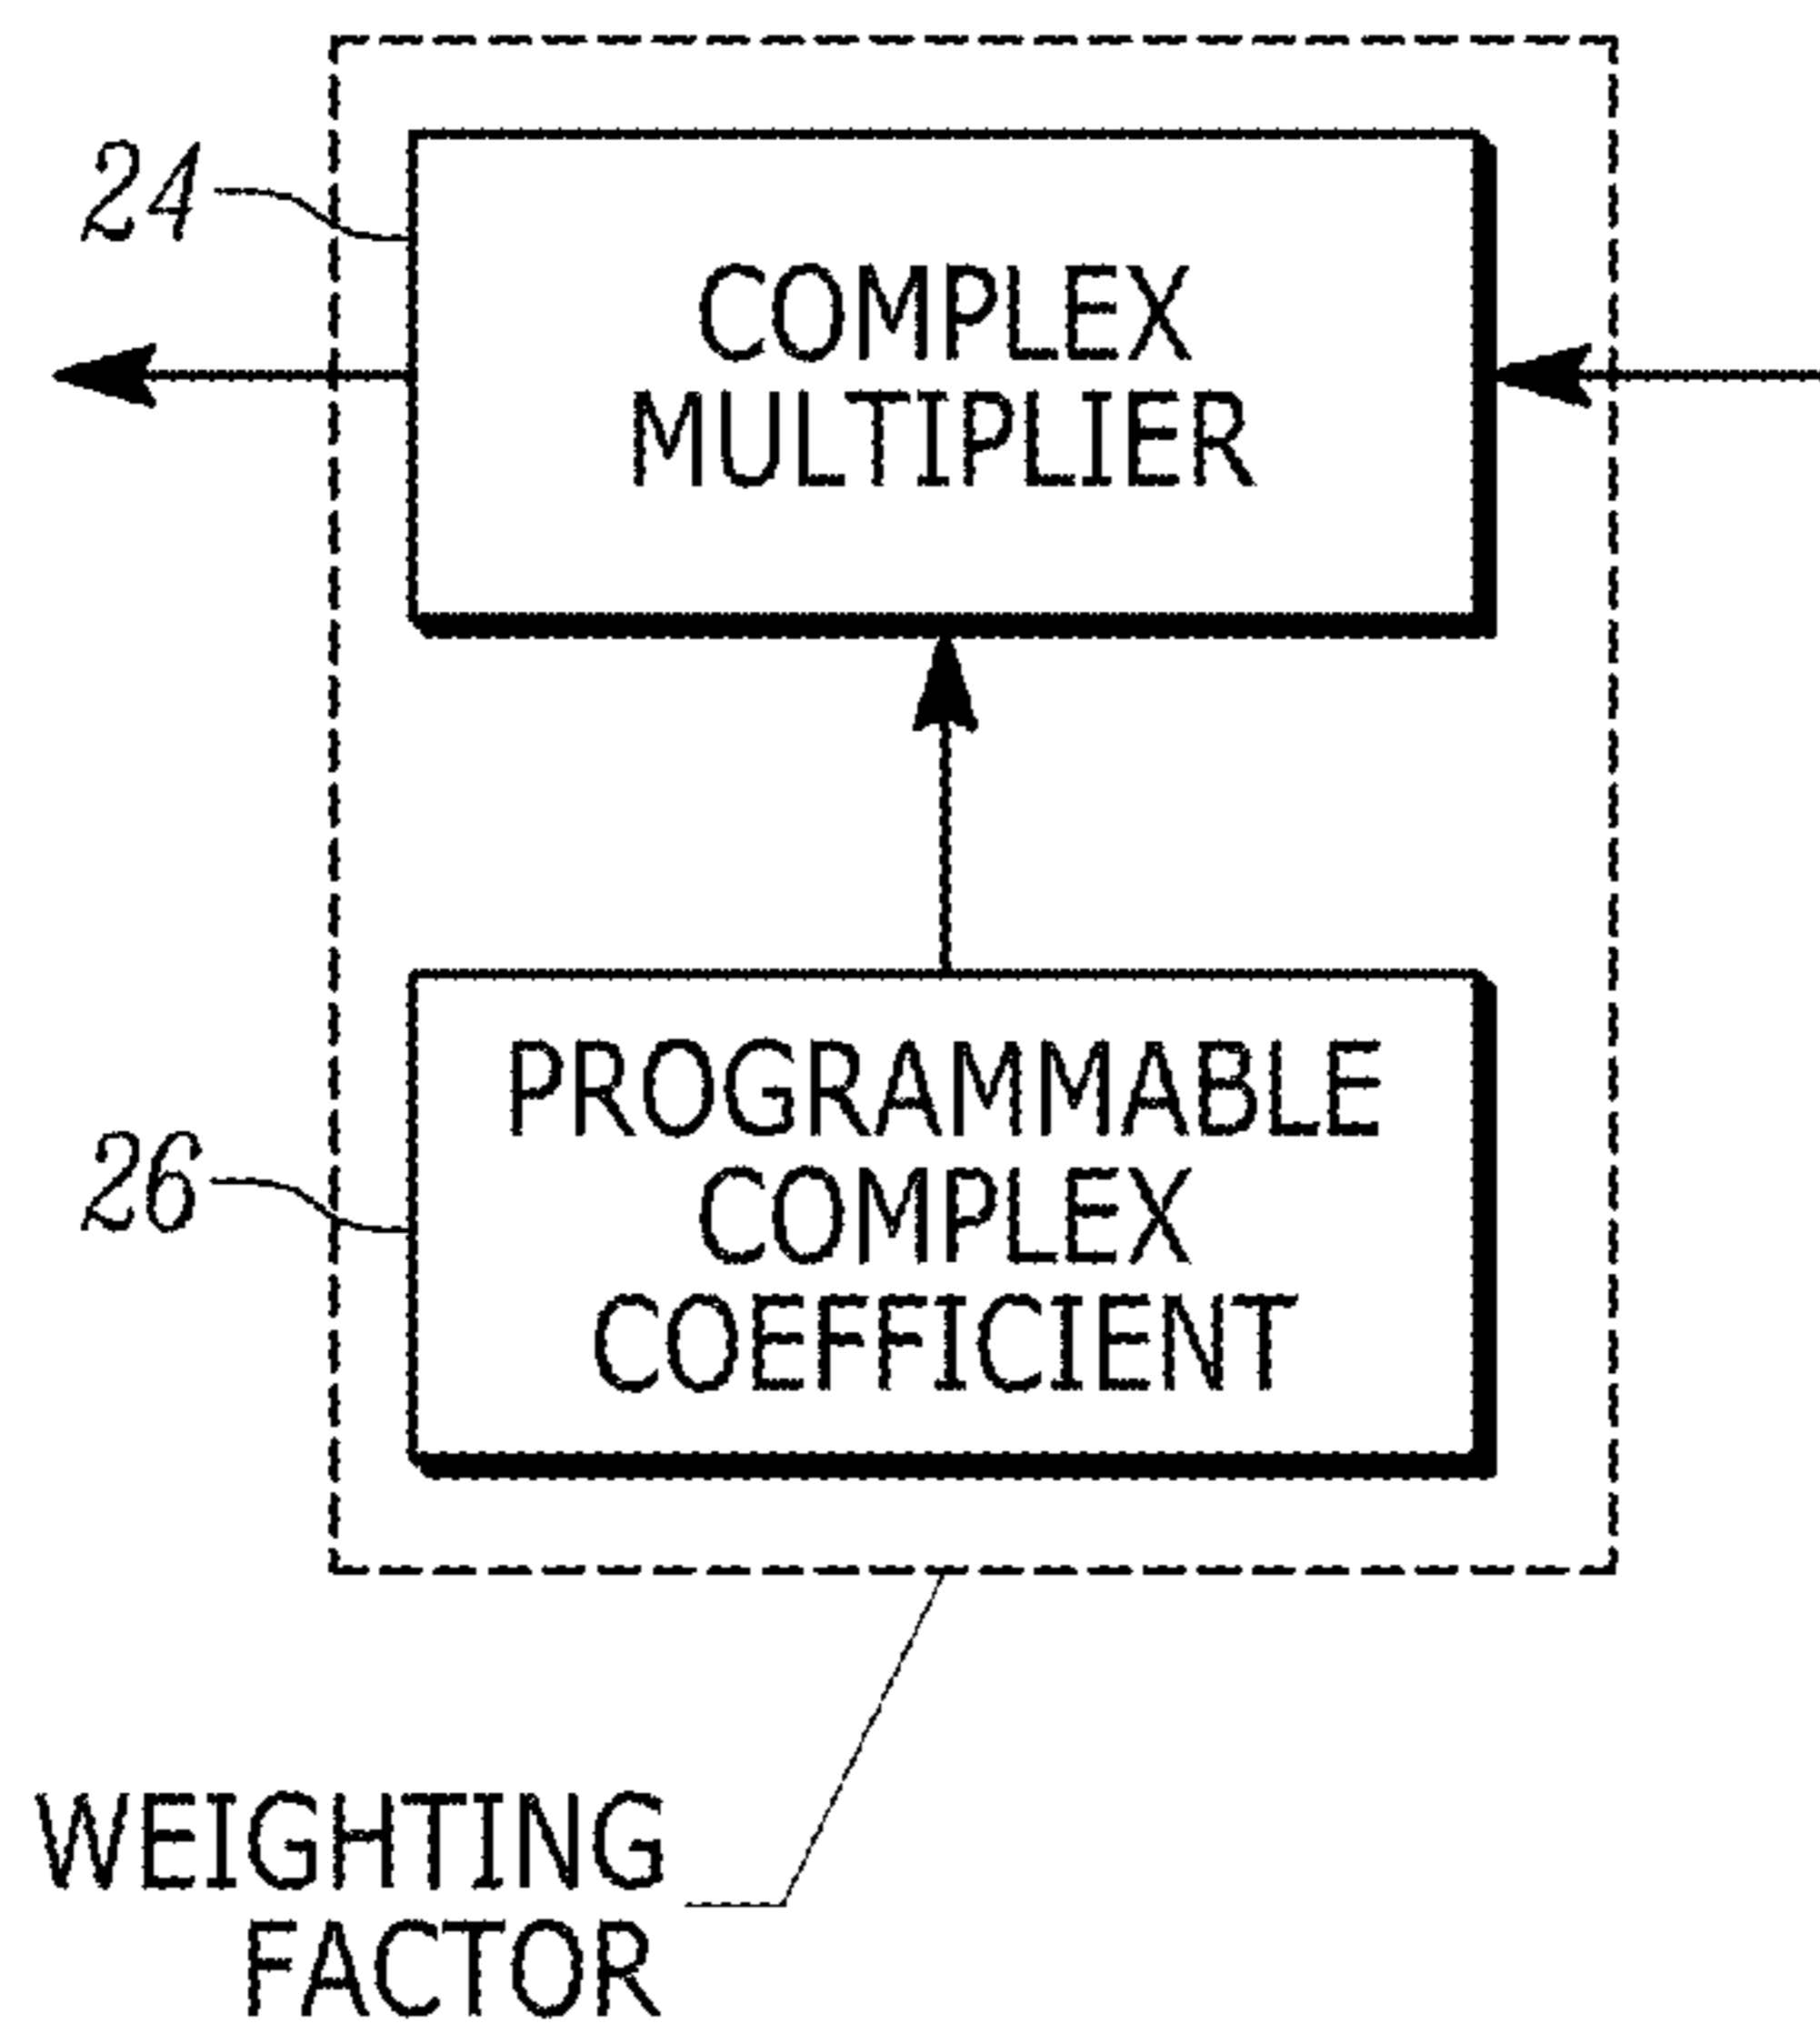 24
COMPLEX
MULTIPLIER
26
PROGRAMMABLE
COMPLEX
COEFFICIENT
WEIGHTING
FACTOR